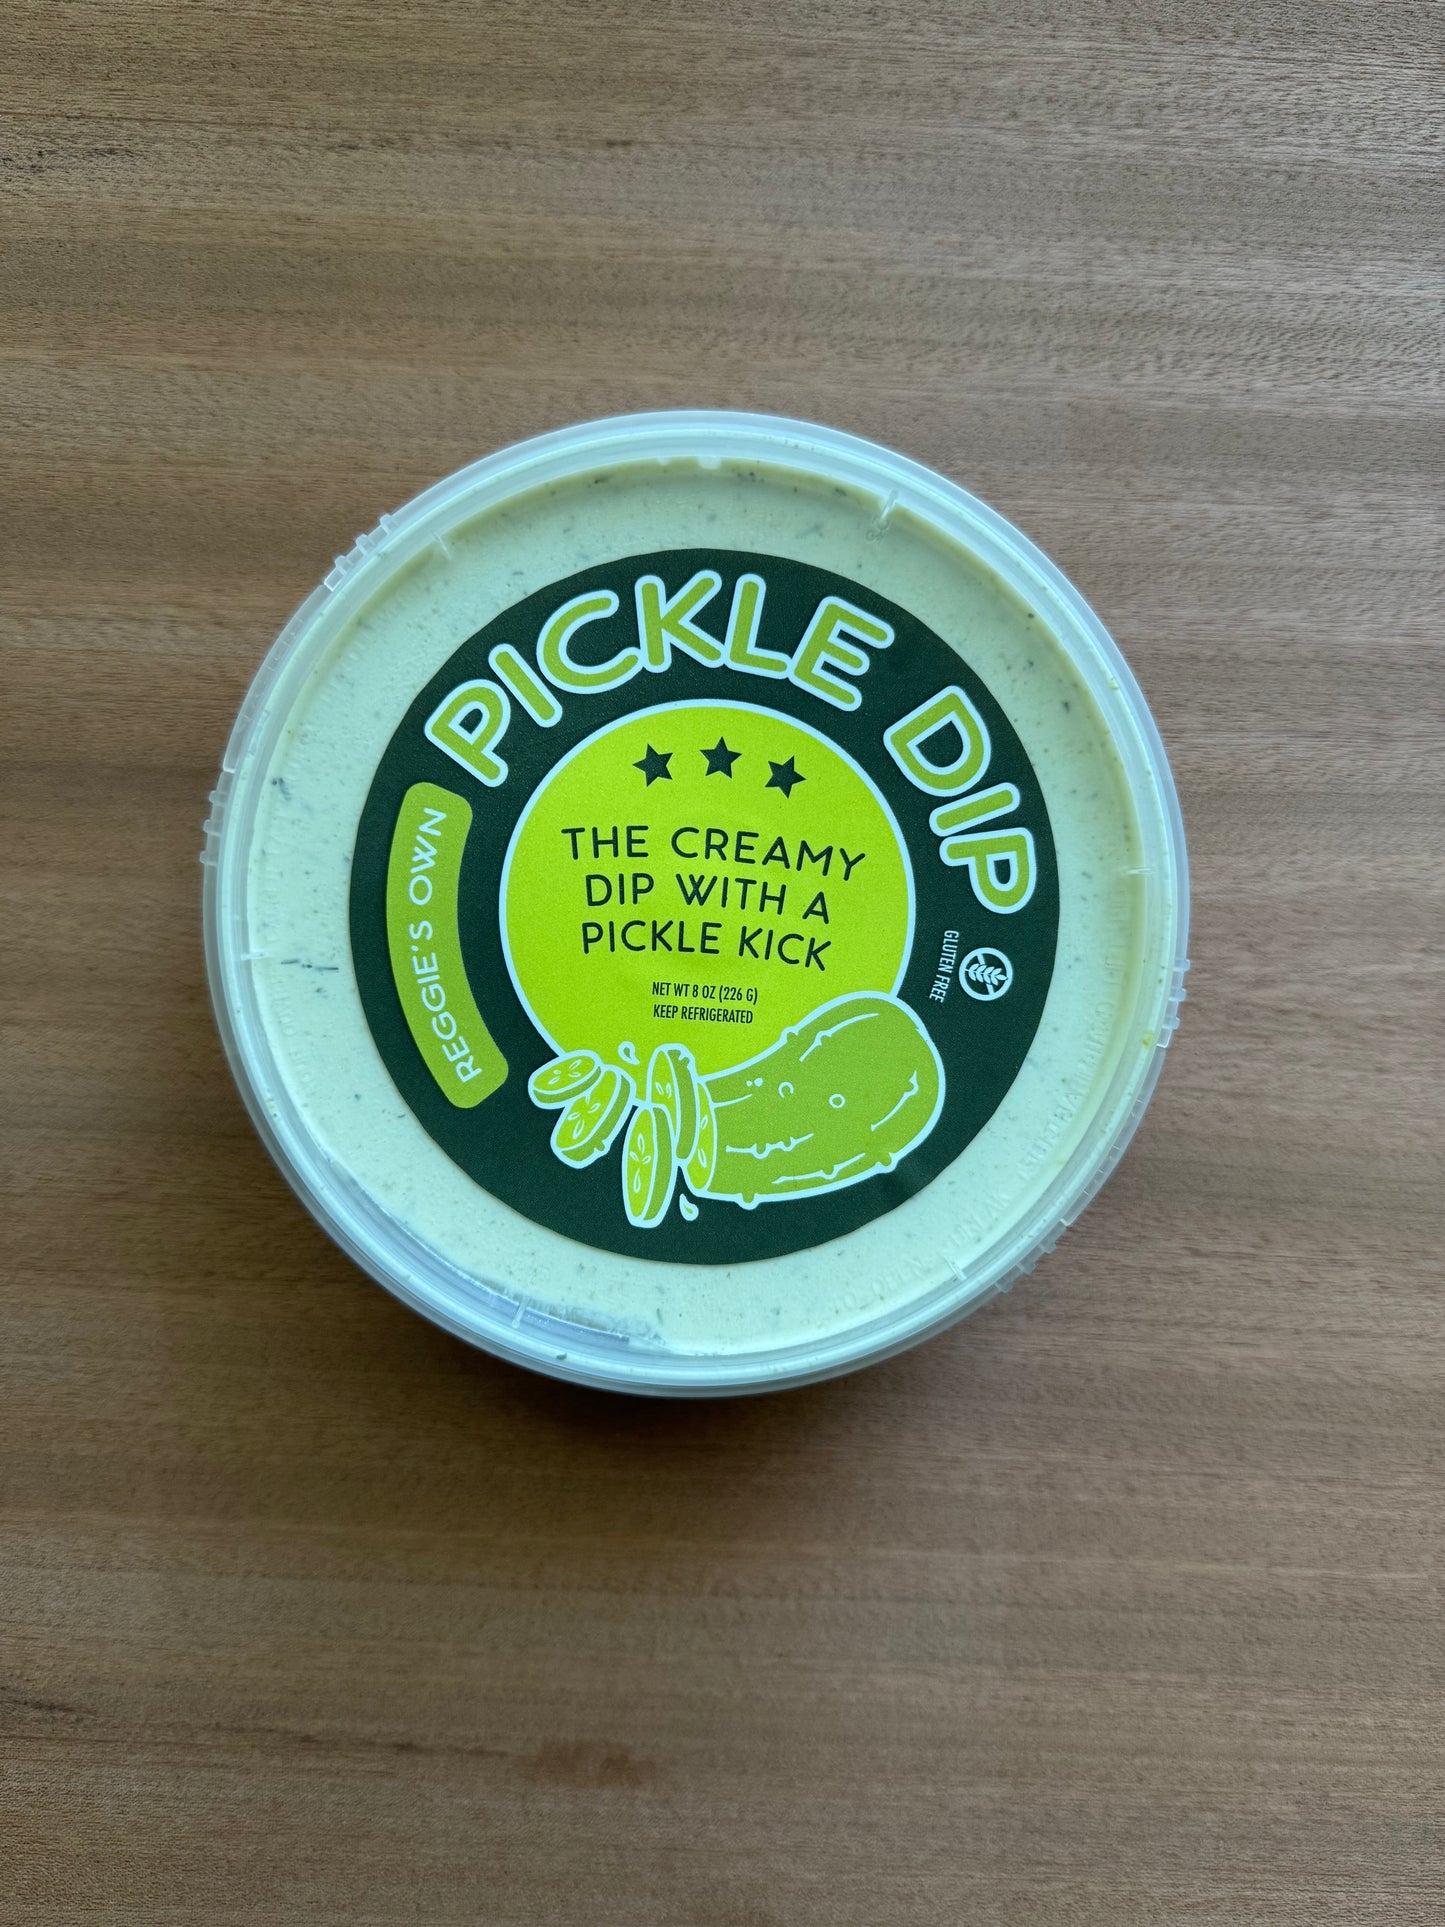 PICKLE DIP
REGGIE'S OWN
THE CREAMY
DIP WITH A
PICKLE KICK
NET WT 8 OZ (226 G)
KEEP REFRIGERATED
GLUTEN FREE